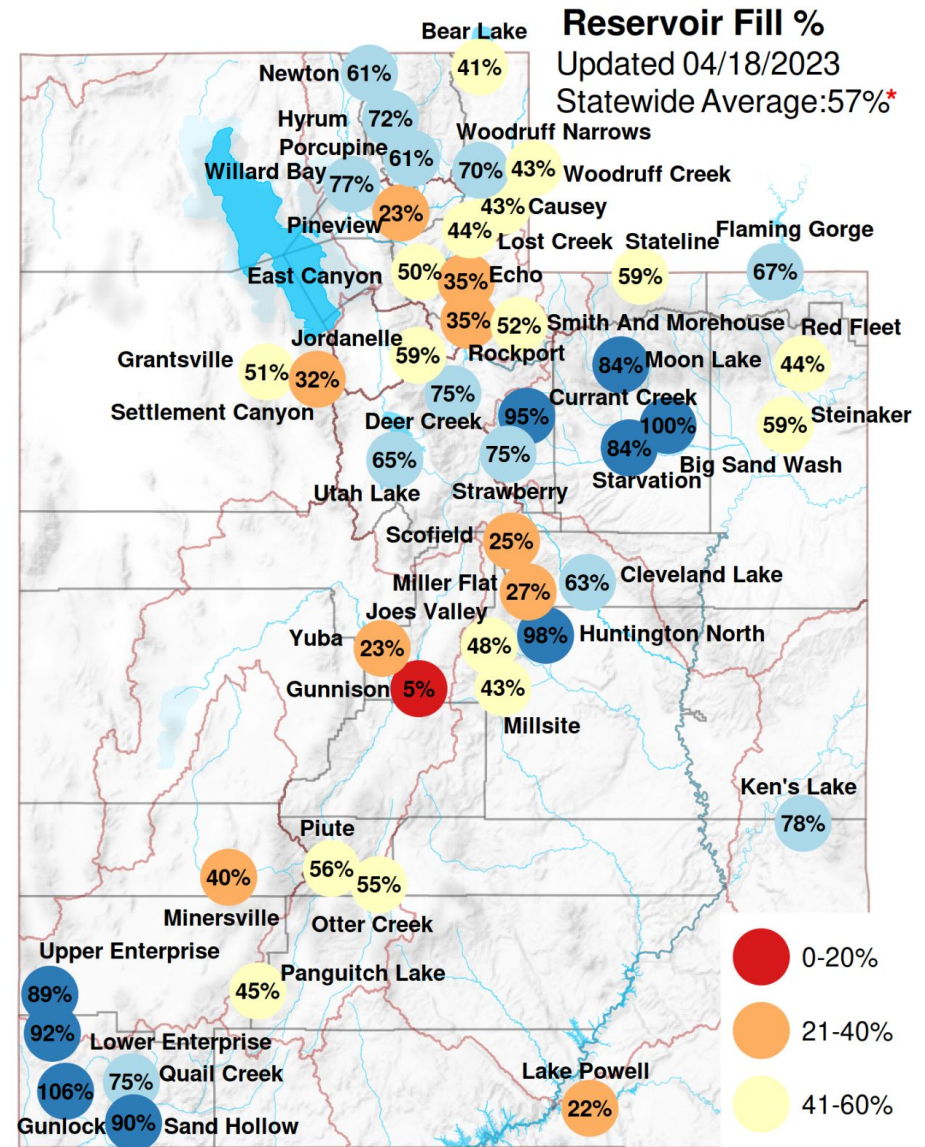 Reservoir Fill %
Updated 04/18/2023
Statewide Average:57%*
Bear Lake
41%
Newton 61%
Hyrum 72%
Porcupine 61%
Woodruff Narrows
70%
43% Woodruff Creek
Willard Bay 77%
Pineview 23%
43% Causey
44% Lost Creek
Stateline
59%
Flaming Gorge
67%
East Canyon 50%
35% Echo
35%
Rockport
52% Smith And Morehouse
Red Fleet
44%
Jordanelle
59%
Grantsville 51%
32%
Settlement Canyon
84% Moon Lake
75%
Deer Creek
Currant Creek
95%
100%
Big Sand Wash
59% Steinaker
84%
Starvation
65%
Utah Lake
75%
Strawberry
Scofield 25%
Miller Flat 27%
63% Cleveland Lake
Joes Valley
48%
98% Huntington North
Yuba 23%
Gunnison 5%
43%
Millsite
Ken's Lake
78%
Piute
56%
55%
Otter Creek
40%
Minersville
Upper Enterprise
89%
Panguitch Lake
45%
92%
Lower Enterprise
75% Quail Creek
106%
Gunlock
90% Sand Hollow
Lake Powell
22%
0-20%
21-40%
41-60%